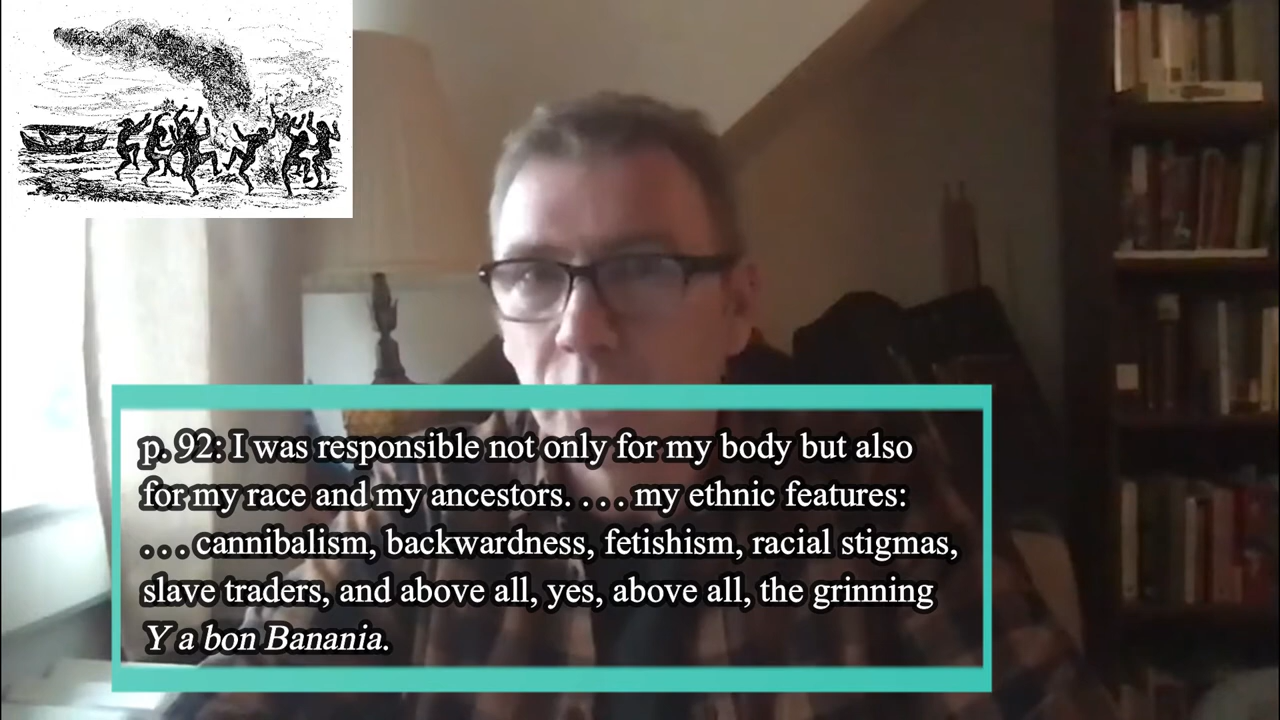 p. 92: I was responsible not only for my body but also
for my race and my ancestors. . . . my ethnic features:
. . . cannibalism, backwardness, fetishism, racial stigmas,
slave traders, and above all, yes, above all, the grinning
Y a bon Banania.